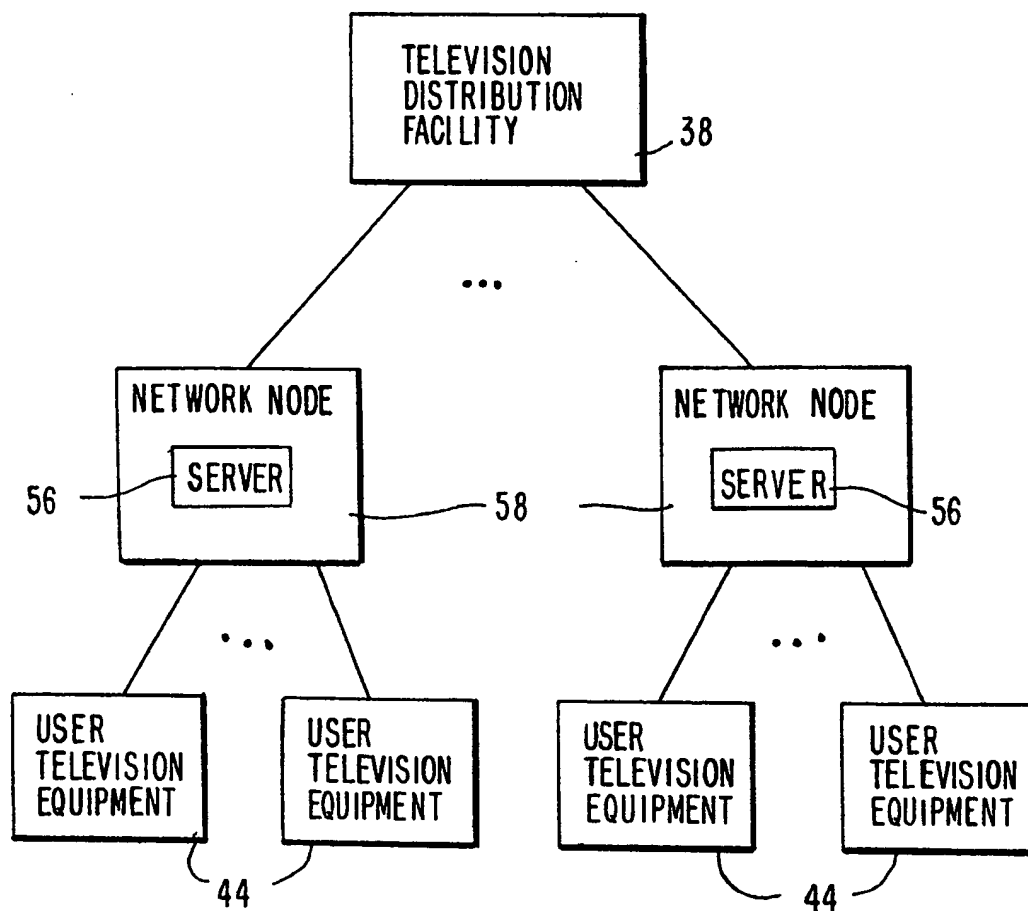 TELEVISION
DISTRIBUTION
FACILITY
38
...
NETWORK NODE
SERVER
56
58
NETWORK NODE
SERVER
56
...
...
USER
TELEVISION
EQUIPMENT
USER
TELEVISION
EQUIPMENT
USER
TELEVISION
EQUIPMENT
USER
TELEVISION
EQUIPMENT
44
44